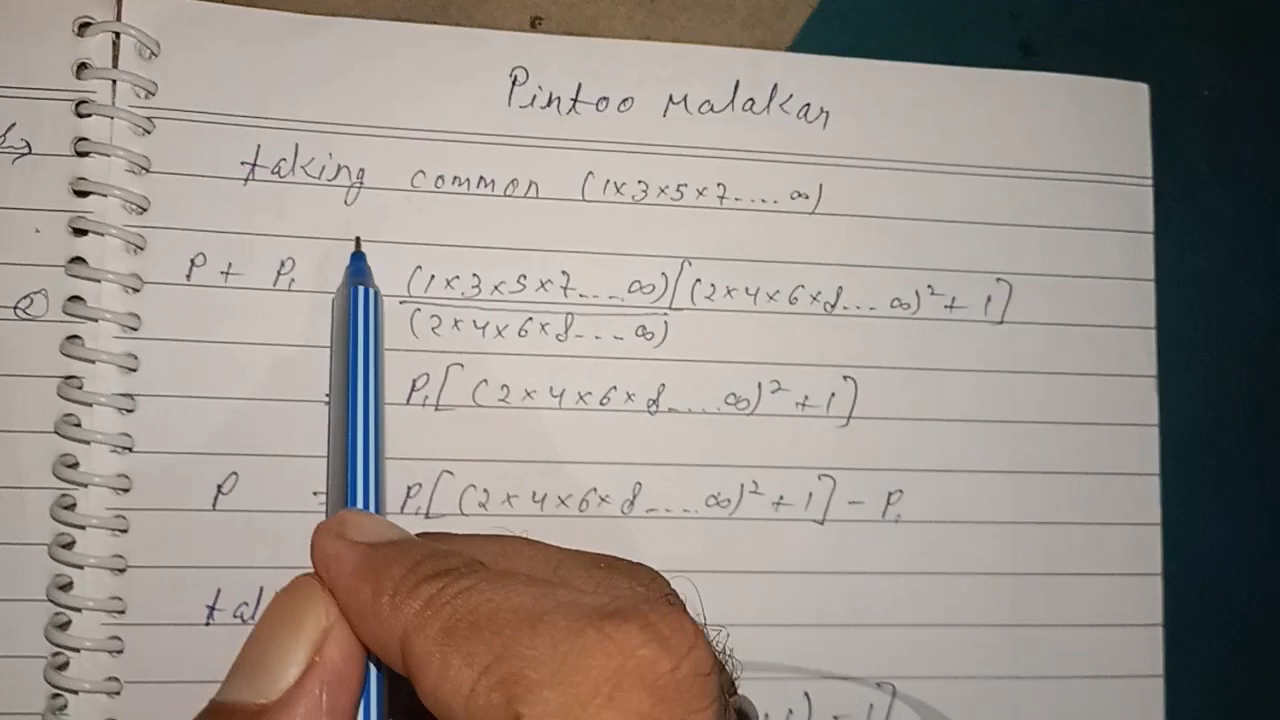 Pintoo Malakar
taking common (1×3×5×7.....∞)
P + P₁ (1×3×5×7....∞)[(2×4×6×8....∞)²+1]
(2×4×6×8....∞)
= P₁[(2×4×6×8.....∞)²+1]
P = P₁[(2×4×6×8.....∞)²+1] - P₁